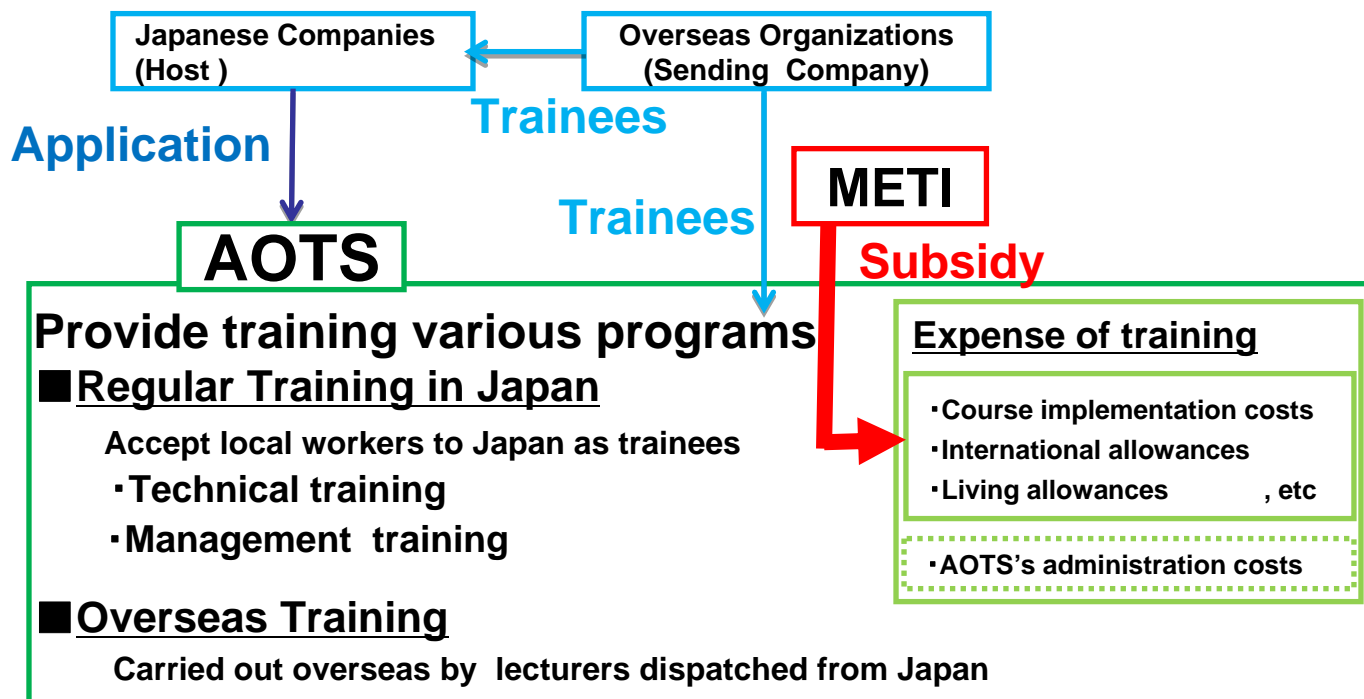 Japanese Companies
(Host )
Overseas Organizations
(Sending Company)
Trainees
Application
METI
Trainees
AOTS
Subsidy
Provide training various programs
■Regular Training in Japan
Accept local workers to Japan as trainees
・Technical training
・Management training
■Overseas Training
Carried out overseas by lecturers dispatched from Japan
Expense of training
・Course implementation costs
・International allowances
・Living allowances , etc
・AOTS's administration costs